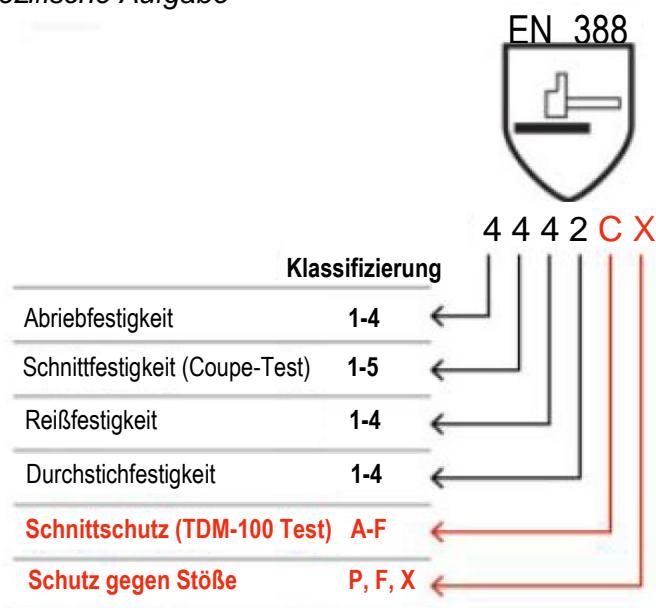 Aufgabe
EN 388
4 4 4 2 C X
Klassifizierung
Abriebfestigkeit 1-4
Schnittfestigkeit (Coupe-Test) 1-5
Reißfestigkeit 1-4
Durchstichfestigkeit 1-4
Schnittschutz (TDM-100 Test) A-F
Schutz gegen Stöße P, F, X